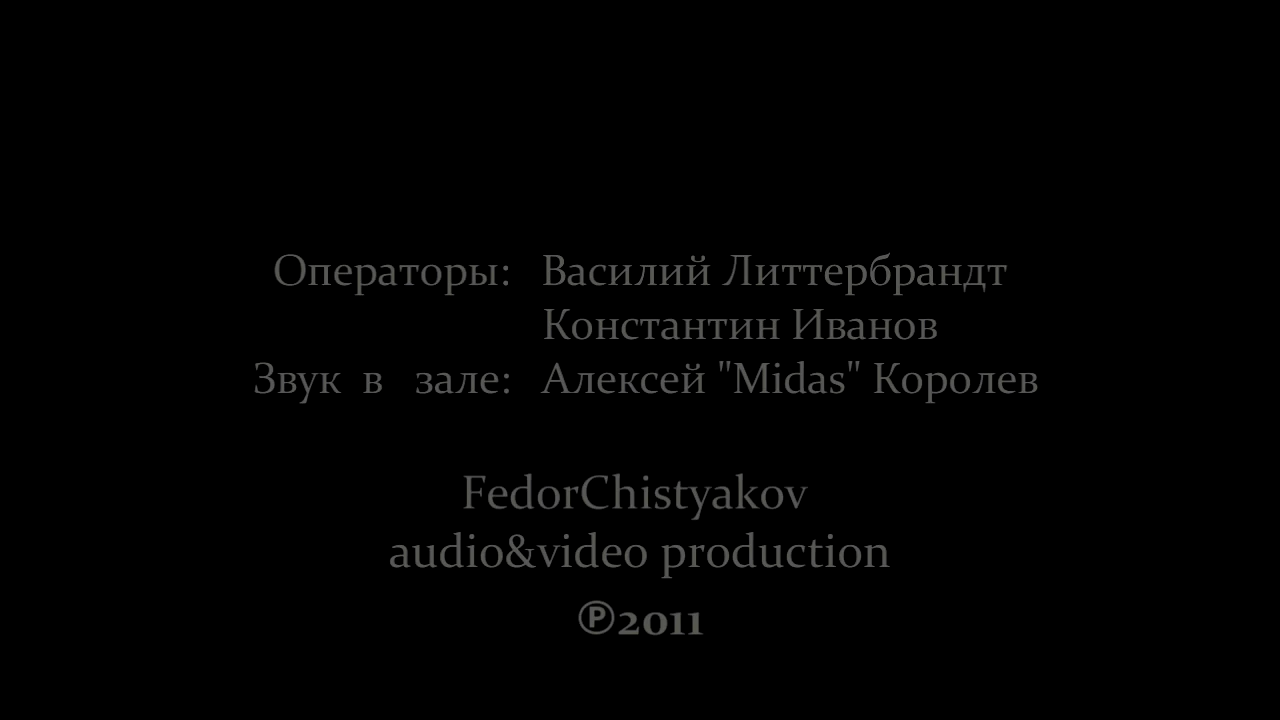 Операторы: Василий Литтербрандт
Константин Иванов
Звук в зале: Алексей "Midas" Королев
FedorChistyakov
audio&video production
℗2011